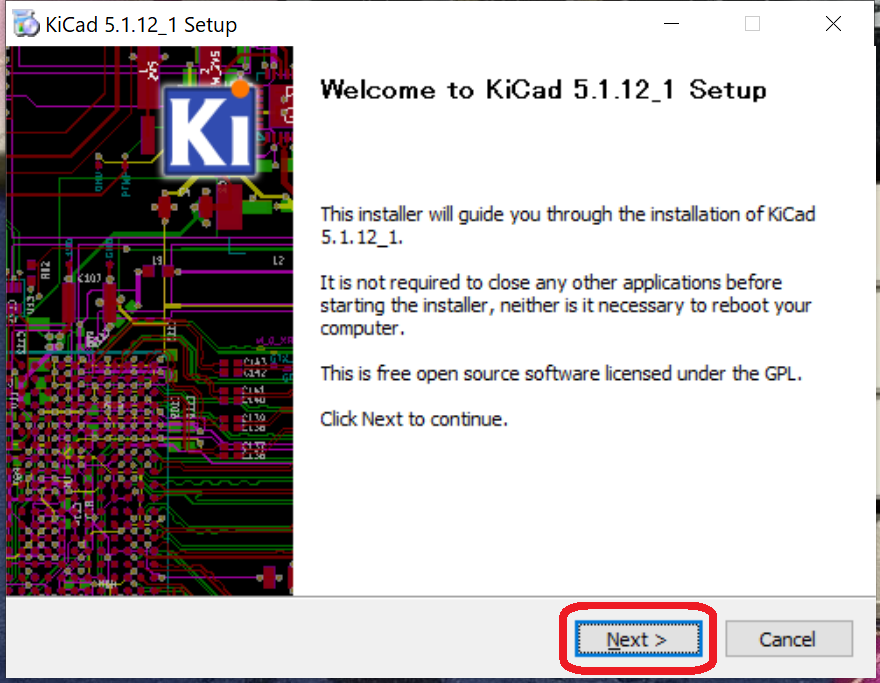 KiCad 5.1.12_1 Setup
Ki
Welcome to KiCad 5.1.12_1 Setup
This installer will guide you through the installation of KiCad
5.1.12_1.
It is not required to close any other applications before
starting the installer, neither is it necessary to reboot your
computer.
This is free open source software licensed under the GPL.
Click Next to continue.
Next >
Cancel